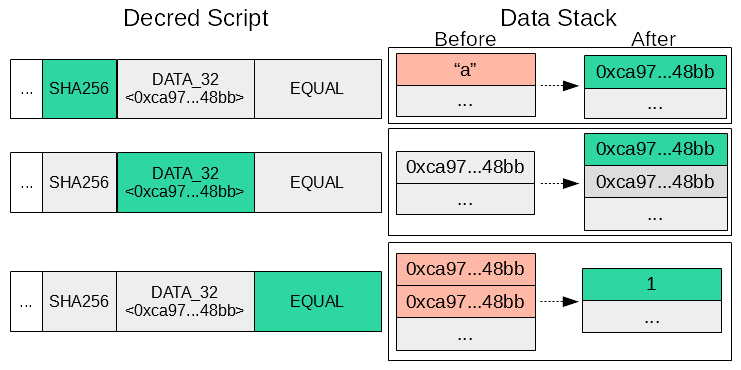 Decred Script
Data Stack
Before
After
... SHA256 DATA_32 EQUAL
<0xca97...48bb>
“a”
...
0xca97...48bb
...
... SHA256 DATA_32 EQUAL
<0xca97...48bb>
0xca97...48bb
...
0xca97...48bb
0xca97...48bb
...
... SHA256 DATA_32 EQUAL
<0xca97...48bb>
0xca97...48bb
0xca97...48bb
...
1
...